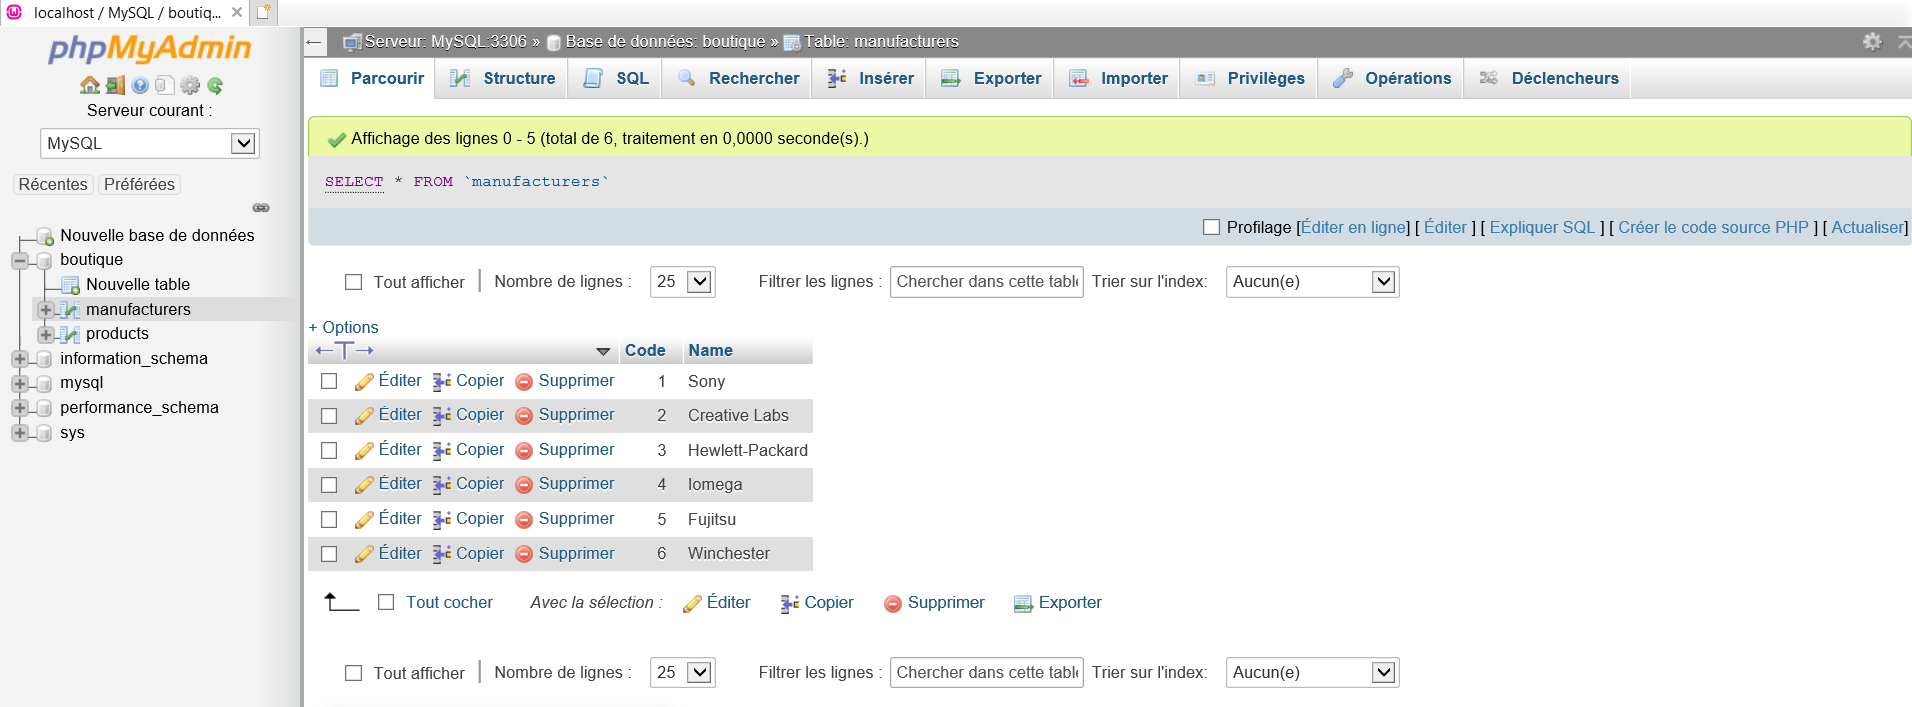 localhost / MySQL / boutiq...
phpMyAdmin
Serveur courant :
MySQL
Récentes Préférées
Nouvelle base de données
boutique
Nouvelle table
manufacturers
products
information_schema
mysql
performance_schema
sys
Serveur: MySQL:3306 » Base de données: boutique » Table: manufacturers
Parcourir Structure SQL Rechercher Insérer Exporter Importer Privilèges Opérations Déclencheurs
Affichage des lignes 0 - 5 (total de 6, traitement en 0,0000 seconde(s).)
SELECT * FROM `manufacturers`
Profilage [Éditer en ligne] [ Éditer ] [ Expliquer SQL ] [ Créer le code source PHP ] [ Actualiser]
Tout afficher Nombre de lignes : 25 Filtrer les lignes : Chercher dans cette table Trier sur l'index: Aucun(e)
+ Options
Code Name
Éditer Copier Supprimer 1 Sony
Éditer Copier Supprimer 2 Creative Labs
Éditer Copier Supprimer 3 Hewlett-Packard
Éditer Copier Supprimer 4 Iomega
Éditer Copier Supprimer 5 Fujitsu
Éditer Copier Supprimer 6 Winchester
Tout cocher Avec la sélection : Éditer Copier Supprimer Exporter
Tout afficher Nombre de lignes : 25 Filtrer les lignes : Chercher dans cette table Trier sur l'index: Aucun(e)